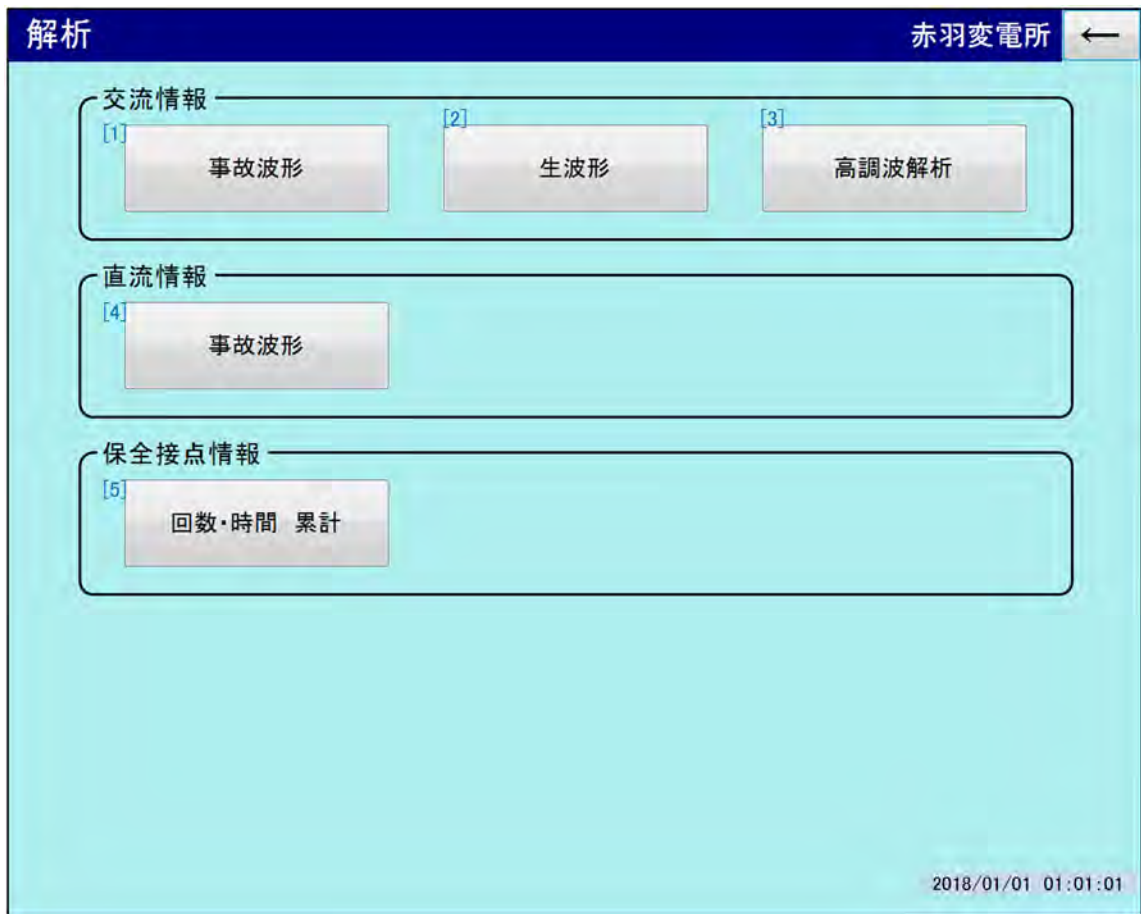 解析
赤羽変電所 ←
交流情報
[1] [2] [3]
事故波形 生波形 高調波解析
直流情報
[4]
事故波形
保全接点情報
[5]
回数・時間　累計
2018/01/01 01:01:01